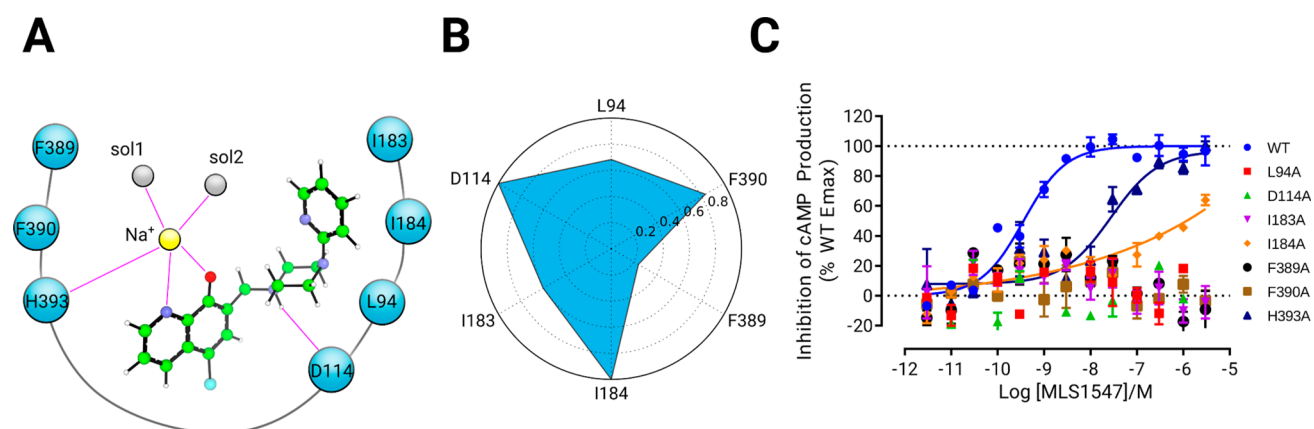 A
F389
F390
H393
sol1
sol2
Na⁺
I183
I184
L94
D114
B
L94
F390
F389
I184
I183
D114
0.2
0.4
0.6
0.8
C
Inhibition of cAMP Production
(% WT Emax)
120
100
80
60
40
20
0
-20
-12
-11
-10
-9
-8
-7
-6
-5
Log [MLS1547]/M
WT
L94A
D114A
I183A
I184A
F389A
F390A
H393A